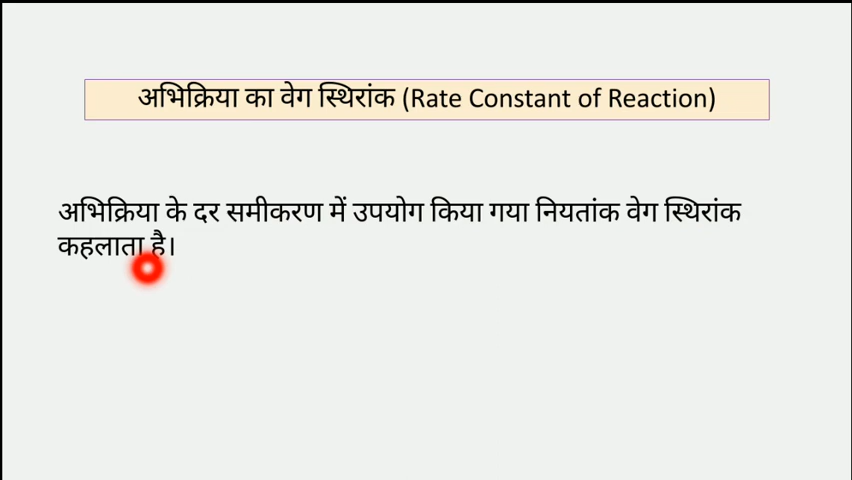 अभिक्रिया का वेग स्थिरांक (Rate Constant of Reaction)
अभिक्रिया के दर समीकरण में उपयोग किया गया नियतांक वेग स्थिरांक
कहलाता है।